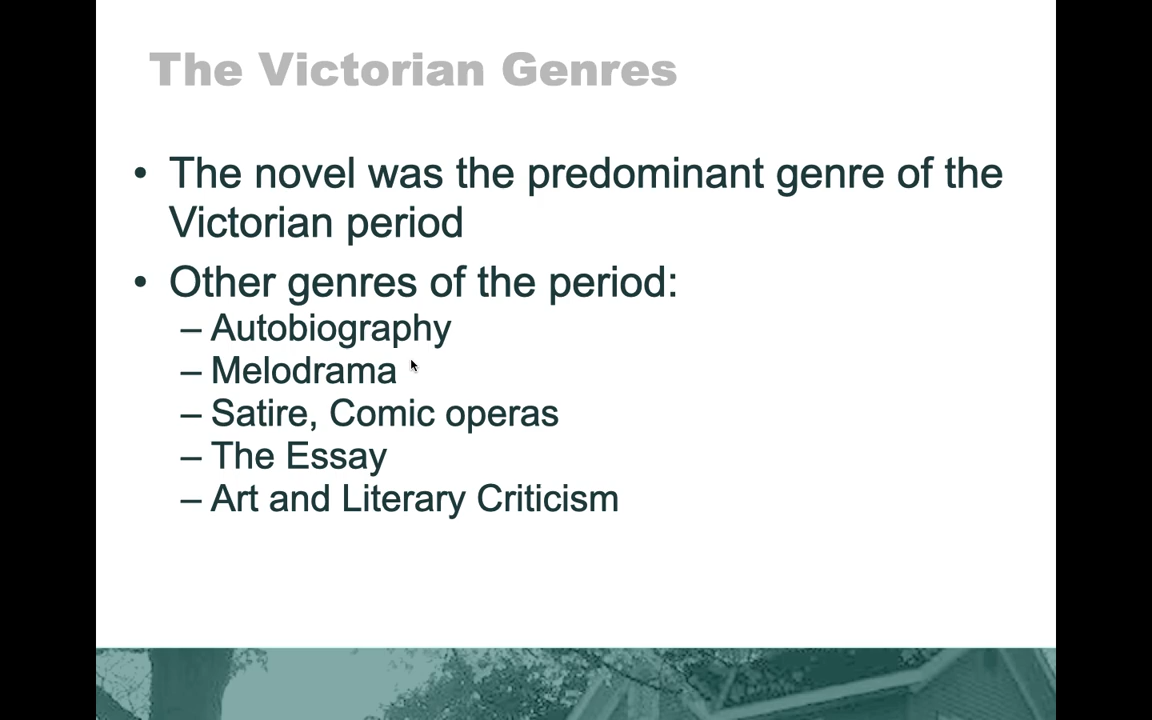 The Victorian Genres
• The novel was the predominant genre of the
Victorian period
• Other genres of the period:
– Autobiography
– Melodrama
– Satire, Comic operas
– The Essay
– Art and Literary Criticism